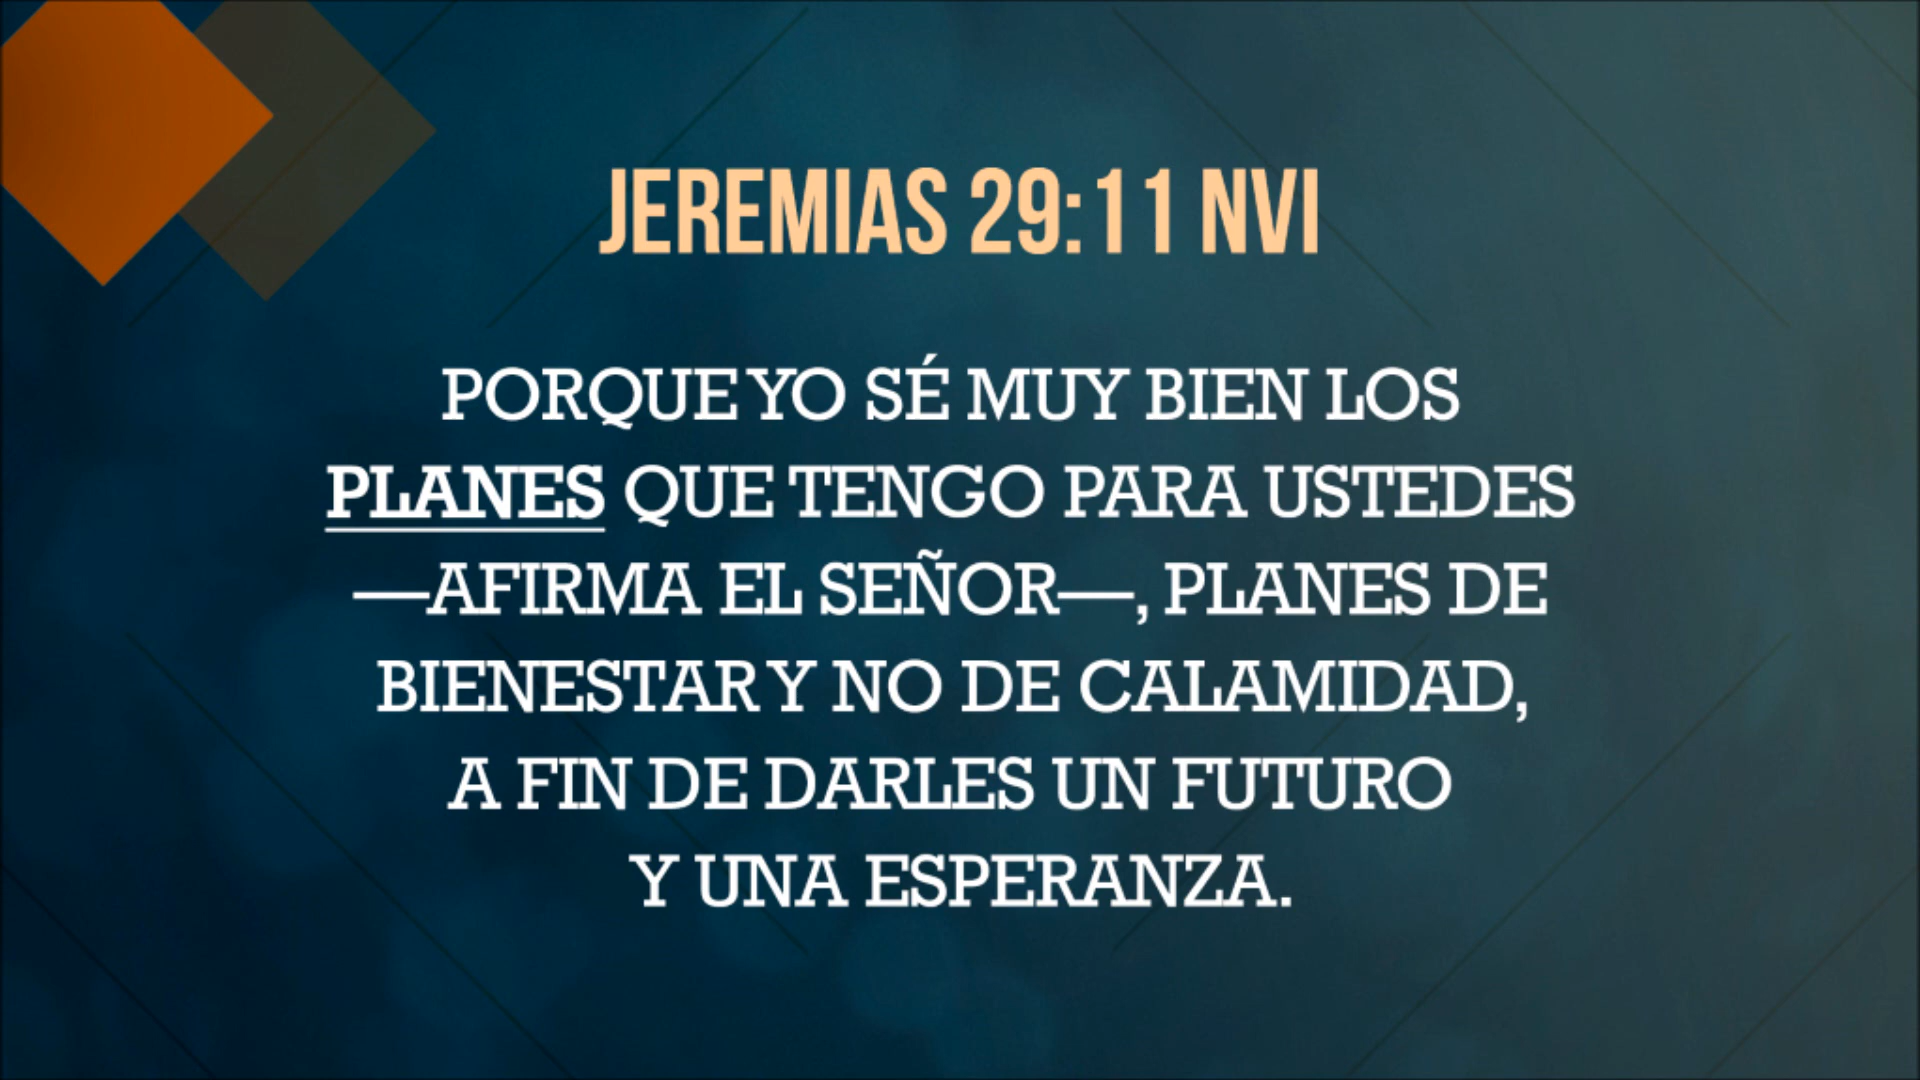 JEREMIAS 29:11 NVI
PORQUE YO SÉ MUY BIEN LOS
PLANES QUE TENGO PARA USTEDES
—AFIRMA EL SEÑOR—, PLANES DE
BIENESTAR Y NO DE CALAMIDAD,
A FIN DE DARLES UN FUTURO
Y UNA ESPERANZA.